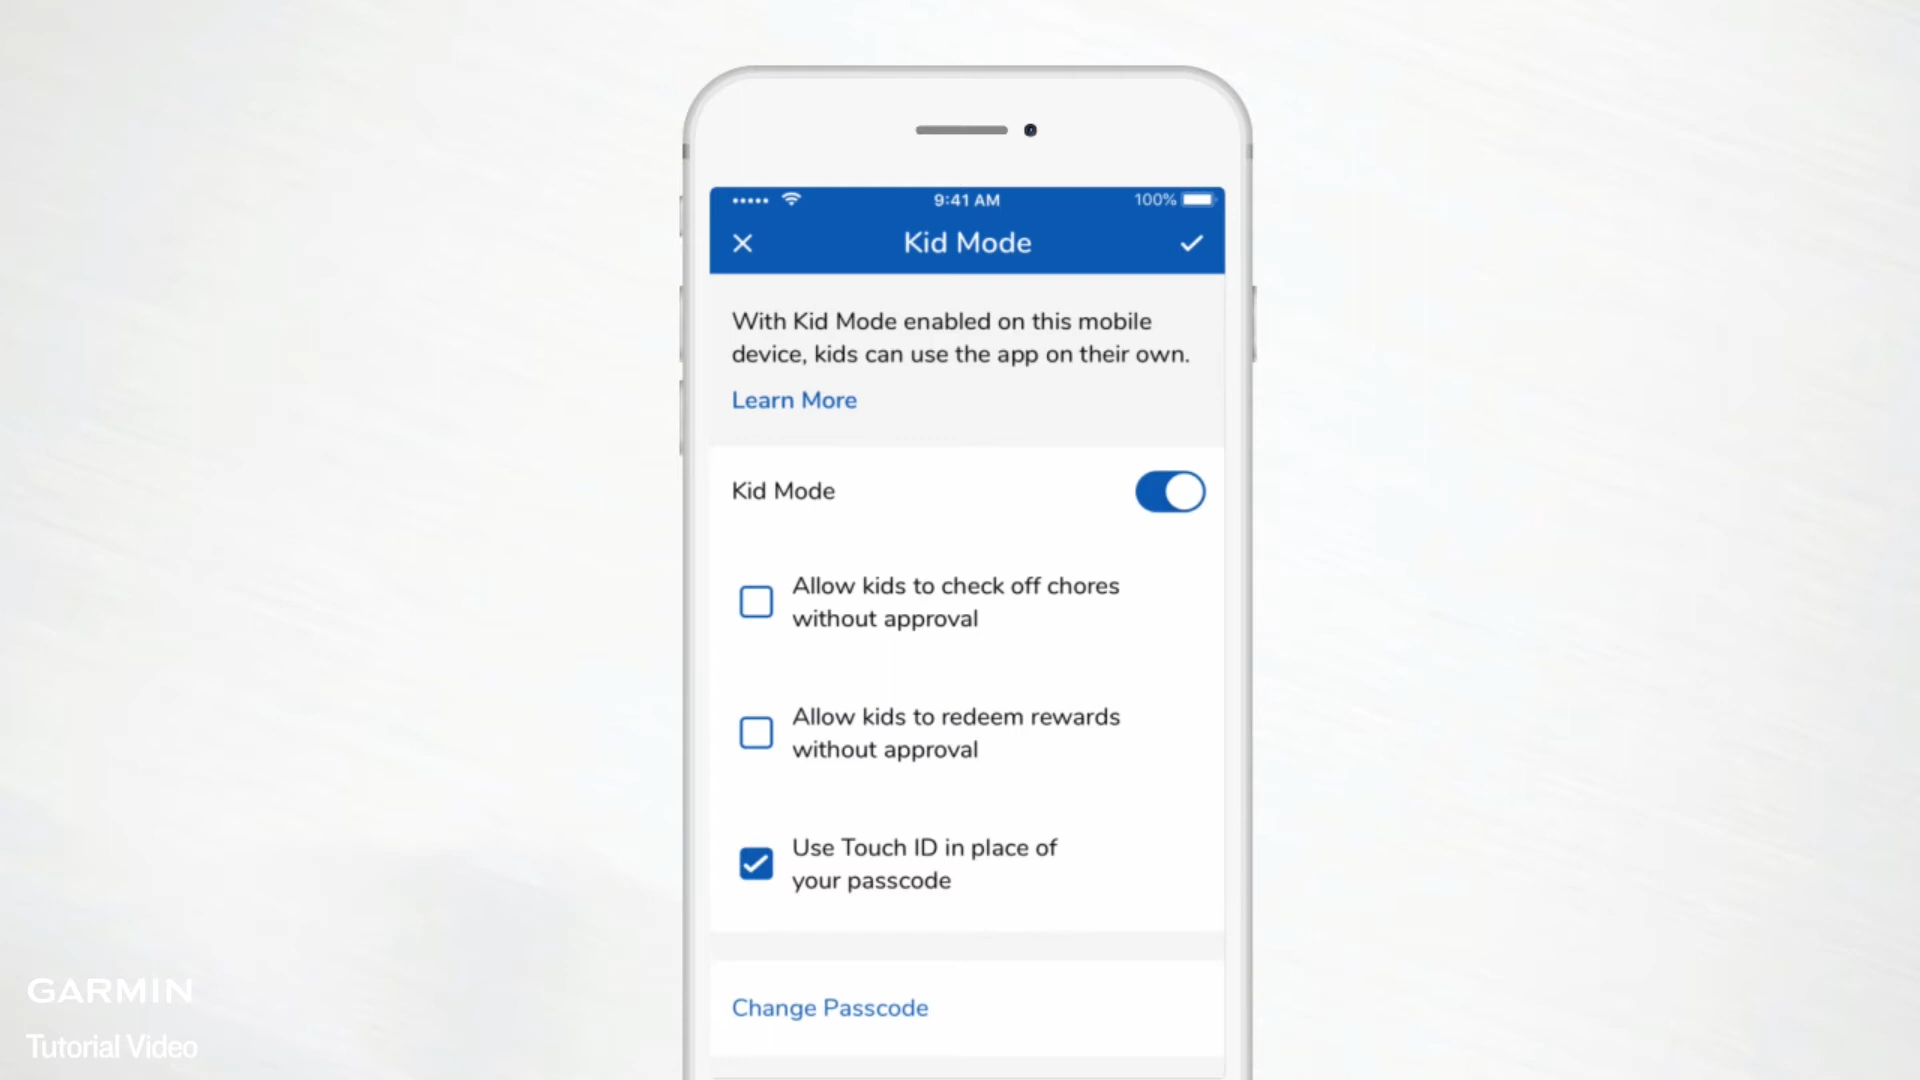 9:41 AM
100%
Kid Mode
With Kid Mode enabled on this mobile
device, kids can use the app on their own.
Learn More
Kid Mode
Allow kids to check off chores
without approval
Allow kids to redeem rewards
without approval
Use Touch ID in place of
your passcode
Change Passcode
GARMIN
Tutorial Video